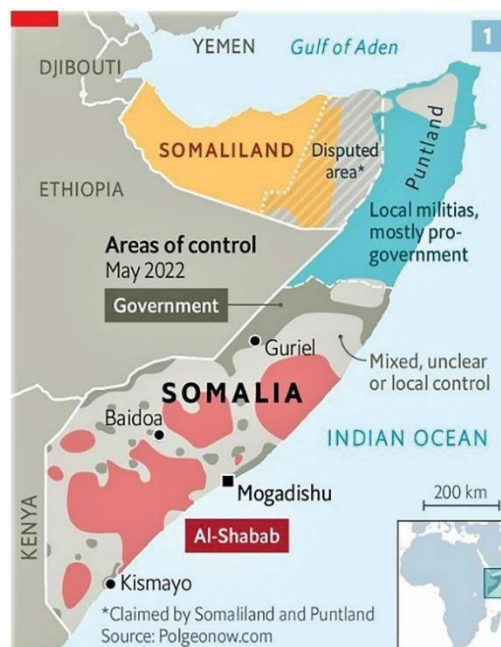 YEMEN
Gulf of Aden
1
DJIBOUTI
SOMALILAND
Disputed
area*
Puntland
ETHIOPIA
Local militias,
mostly pro-
government
Areas of control
May 2022
Government
Guriel
Mixed, unclear
or local control
SOMALIA
Baidoa
INDIAN OCEAN
Mogadishu
200 km
KENYA
Al-Shabab
Kismayo
*Claimed by Somaliland and Puntland
Source: Polgeonow.com